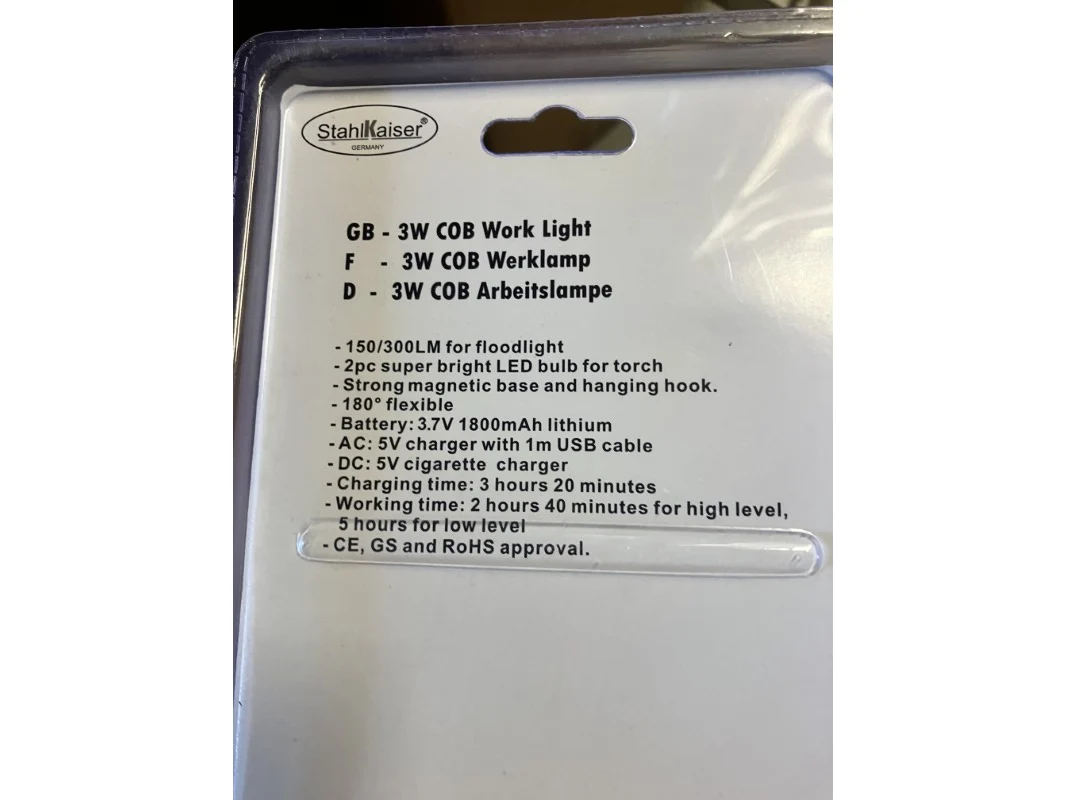 StahlKaiser®
GERMANY
GB - 3W COB Work Light
F - 3W COB Werklamp
D - 3W COB Arbeitslampe
- 150/300LM for floodlight
- 2pc super bright LED bulb for torch
- Strong magnetic base and hanging hook.
- 180° flexible
- Battery: 3.7V 1800mAh lithium
- AC: 5V charger with 1m USB cable
- DC: 5V cigarette charger
- Charging time: 3 hours 20 minutes
- Working time: 2 hours 40 minutes for high level,
5 hours for low level
- CE, GS and RoHS approval.